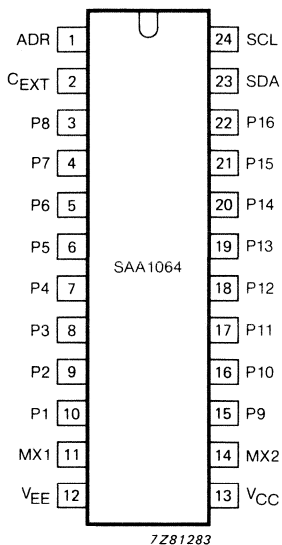 ADR 1 24 SCL
CEXT 2 23 SDA
P8 3 22 P16
P7 4 21 P15
P6 5 20 P14
P5 6 19 P13
SAA1064
P4 7 18 P12
P3 8 17 P11
P2 9 16 P10
P1 10 15 P9
MX1 11 14 MX2
VEE 12 13 VCC
7Z81283